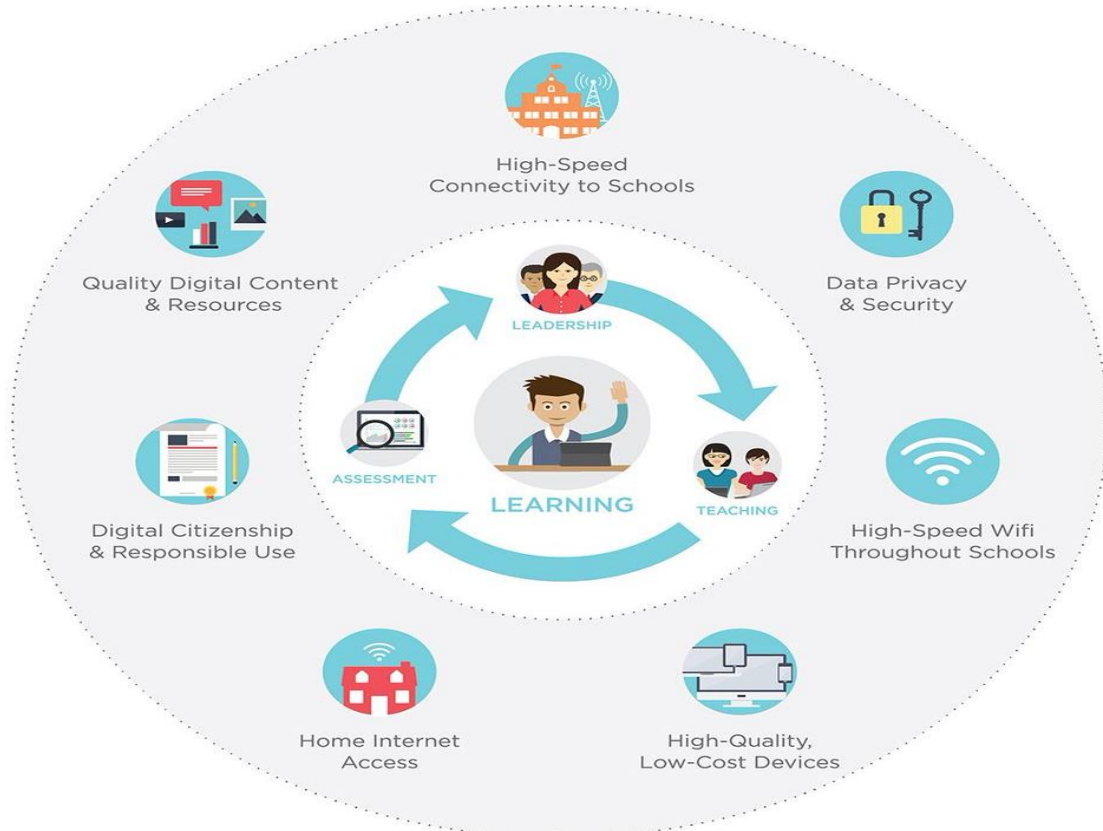 High-Speed
Connectivity to Schools
Quality Digital Content
& Resources
Data Privacy
& Security
LEADERSHIP
ASSESSMENT
LEARNING
TEACHING
Digital Citizenship
& Responsible Use
High-Speed Wifi
Throughout Schools
Home Internet
Access
High-Quality,
Low-Cost Devices